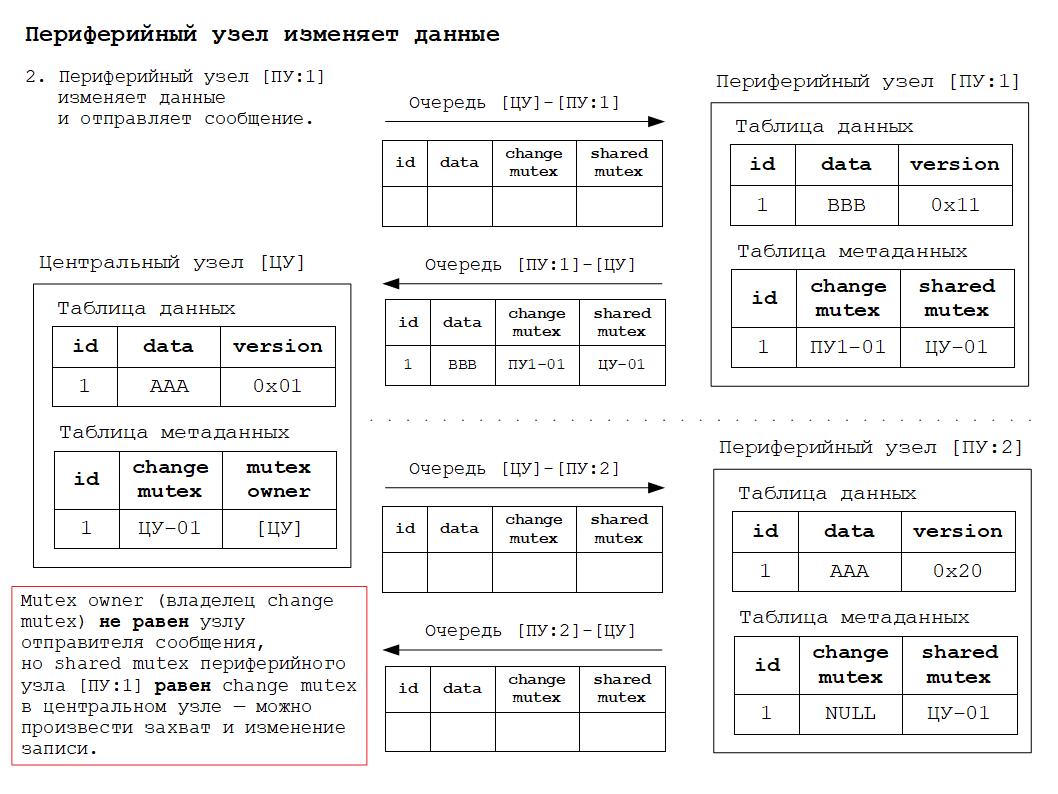 Периферийный узел изменяет данные
2. Периферийный узел [ПУ:1]
изменяет данные
и отправляет сообщение.
Очередь [ЦУ]-[ПУ:1]
id data change mutex shared mutex
Очередь [ПУ:1]-[ЦУ]
id data change mutex shared mutex
1 BBB ПУ1-01 ЦУ-01
Периферийный узел [ПУ:1]
Таблица данных
id data version
1 BBB 0x11
Таблица метаданных
id change mutex shared mutex
1 ПУ1-01 ЦУ-01
Центральный узел [ЦУ]
Таблица данных
id data version
1 AAA 0x01
Таблица метаданных
id change mutex mutex owner
1 ЦУ-01 [ЦУ]
Очередь [ЦУ]-[ПУ:2]
id data change mutex shared mutex
Очередь [ПУ:2]-[ЦУ]
id data change mutex shared mutex
Периферийный узел [ПУ:2]
Таблица данных
id data version
1 AAA 0x20
Таблица метаданных
id change mutex shared mutex
1 NULL ЦУ-01
Mutex owner (владелец change
mutex) не равен узлу
отправителя сообщения,
но shared mutex периферийного
узла [ПУ:1] равен change mutex
в центральном узле — можно
произвести захват и изменение
записи.